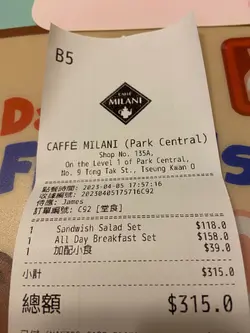 B5
CAFFÈ
MILANI
CAFFÉ MILANI (Park Central)
Shop No. 135A,
On the Level 1 of Park Central,
No. 9 Tong Tak St., Tseung Kwan O
點餐時間: 2023-04-05 17:57:16
收據編號: 20230405175716C92
侍應: James
訂單編號: C92 [堂食]
1 Sandwish Salad Set $118.0
1 All Day Breakfast Set $158.0
1 加配小食 $39.0
小計 $315.0
總額 $315.0